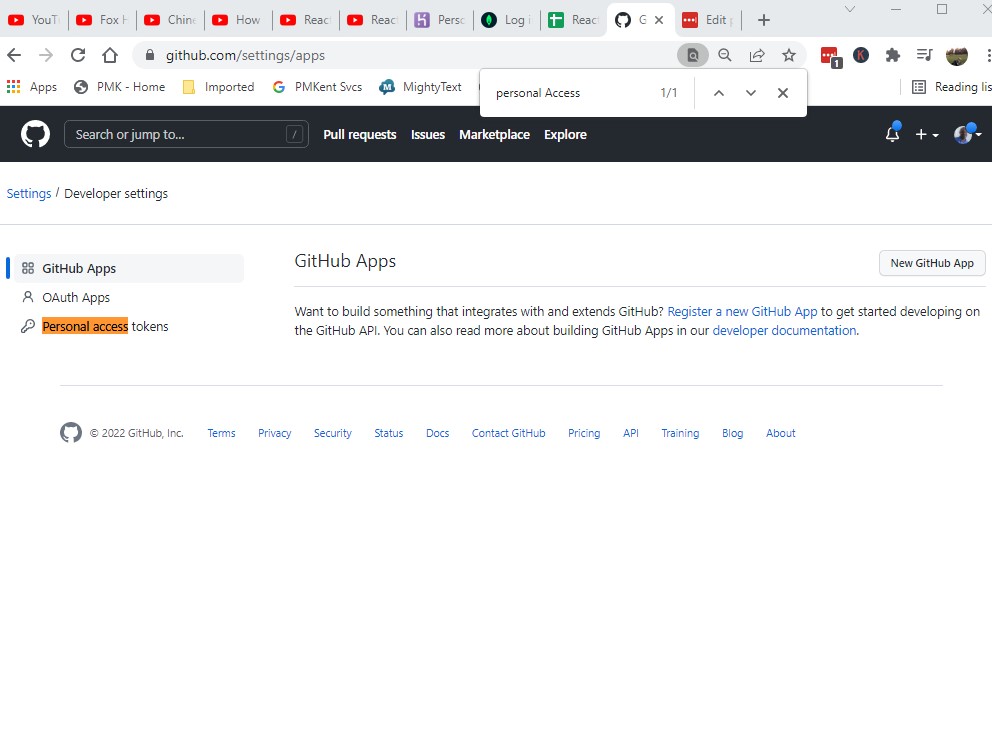 YouT
Fox H
Chine
How
React
Reac
Perso
Log i
React
G
Edit
github.com/settings/apps
1
K
Apps PMK - Home Imported PMKent Svcs MightyText Reading lis
personal Access 1/1
Search or jump to... / Pull requests Issues Marketplace Explore
Settings / Developer settings
GitHub Apps
OAuth Apps
Personal access tokens
GitHub Apps
New GitHub App
Want to build something that integrates with and extends GitHub? Register a new GitHub App to get started developing on
the GitHub API. You can also read more about building GitHub Apps in our developer documentation.
© 2022 GitHub, Inc. Terms Privacy Security Status Docs Contact GitHub Pricing API Training Blog About